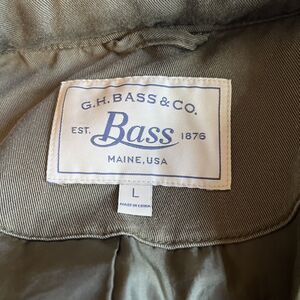 G.H. BASS & CO.
EST. Bass 1876
MAINE, USA
L
MADE IN CHINA